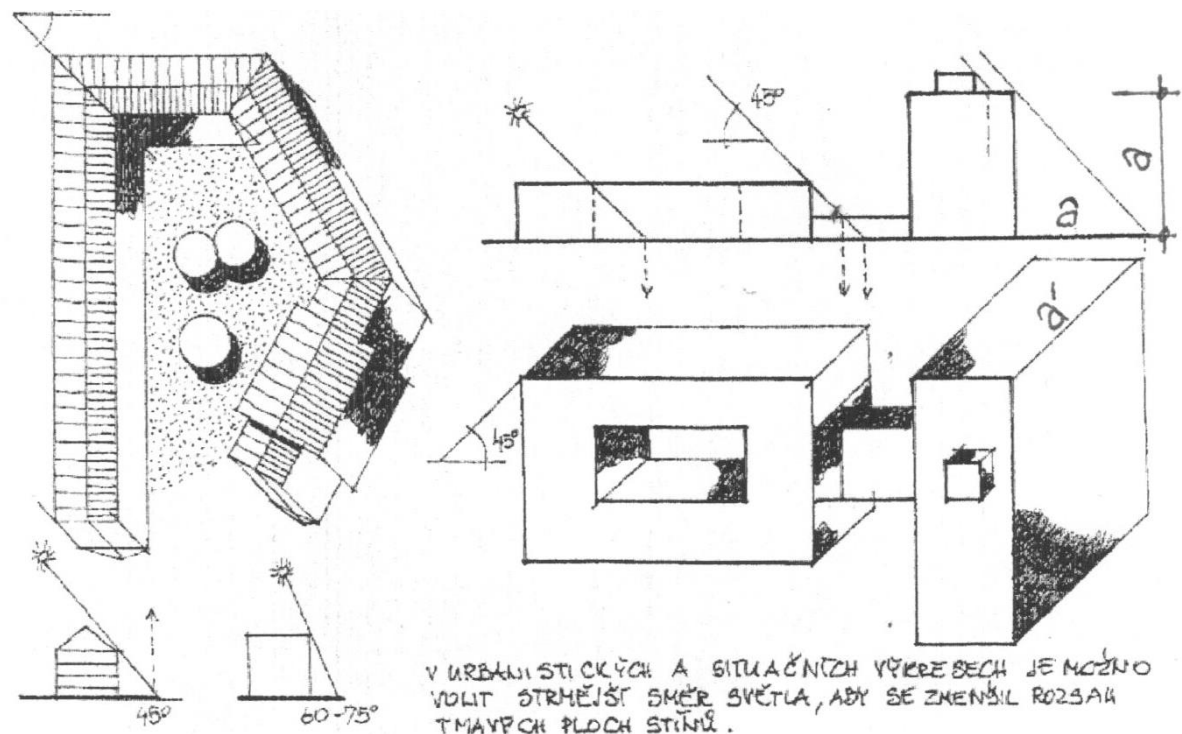 45°
a
a
a'
45°
45°
60-75°
V URBANISTICKÝCH A SITUAČNÍCH VÝKRESECH JE MOŽNO
VOLIT STRMĚJŠÍ SMĚR SVĚTLA, ABY SE ZMENŠIL ROZSAH
TMAVÝCH PLOCH STÍNŮ.